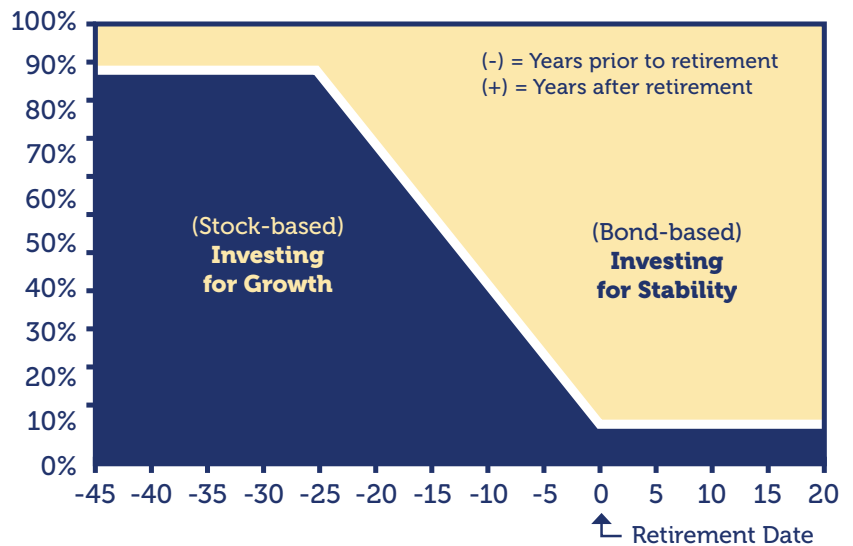 100%
90%
80%
70%
60%
50%
40%
30%
20%
10%
0%
(-) = Years prior to retirement
(+) = Years after retirement
(Stock-based)
Investing
for Growth
(Bond-based)
Investing
for Stability
-45 -40 -35 -30 -25 -20 -15 -10 -5 0 5 10 15 20
Retirement Date